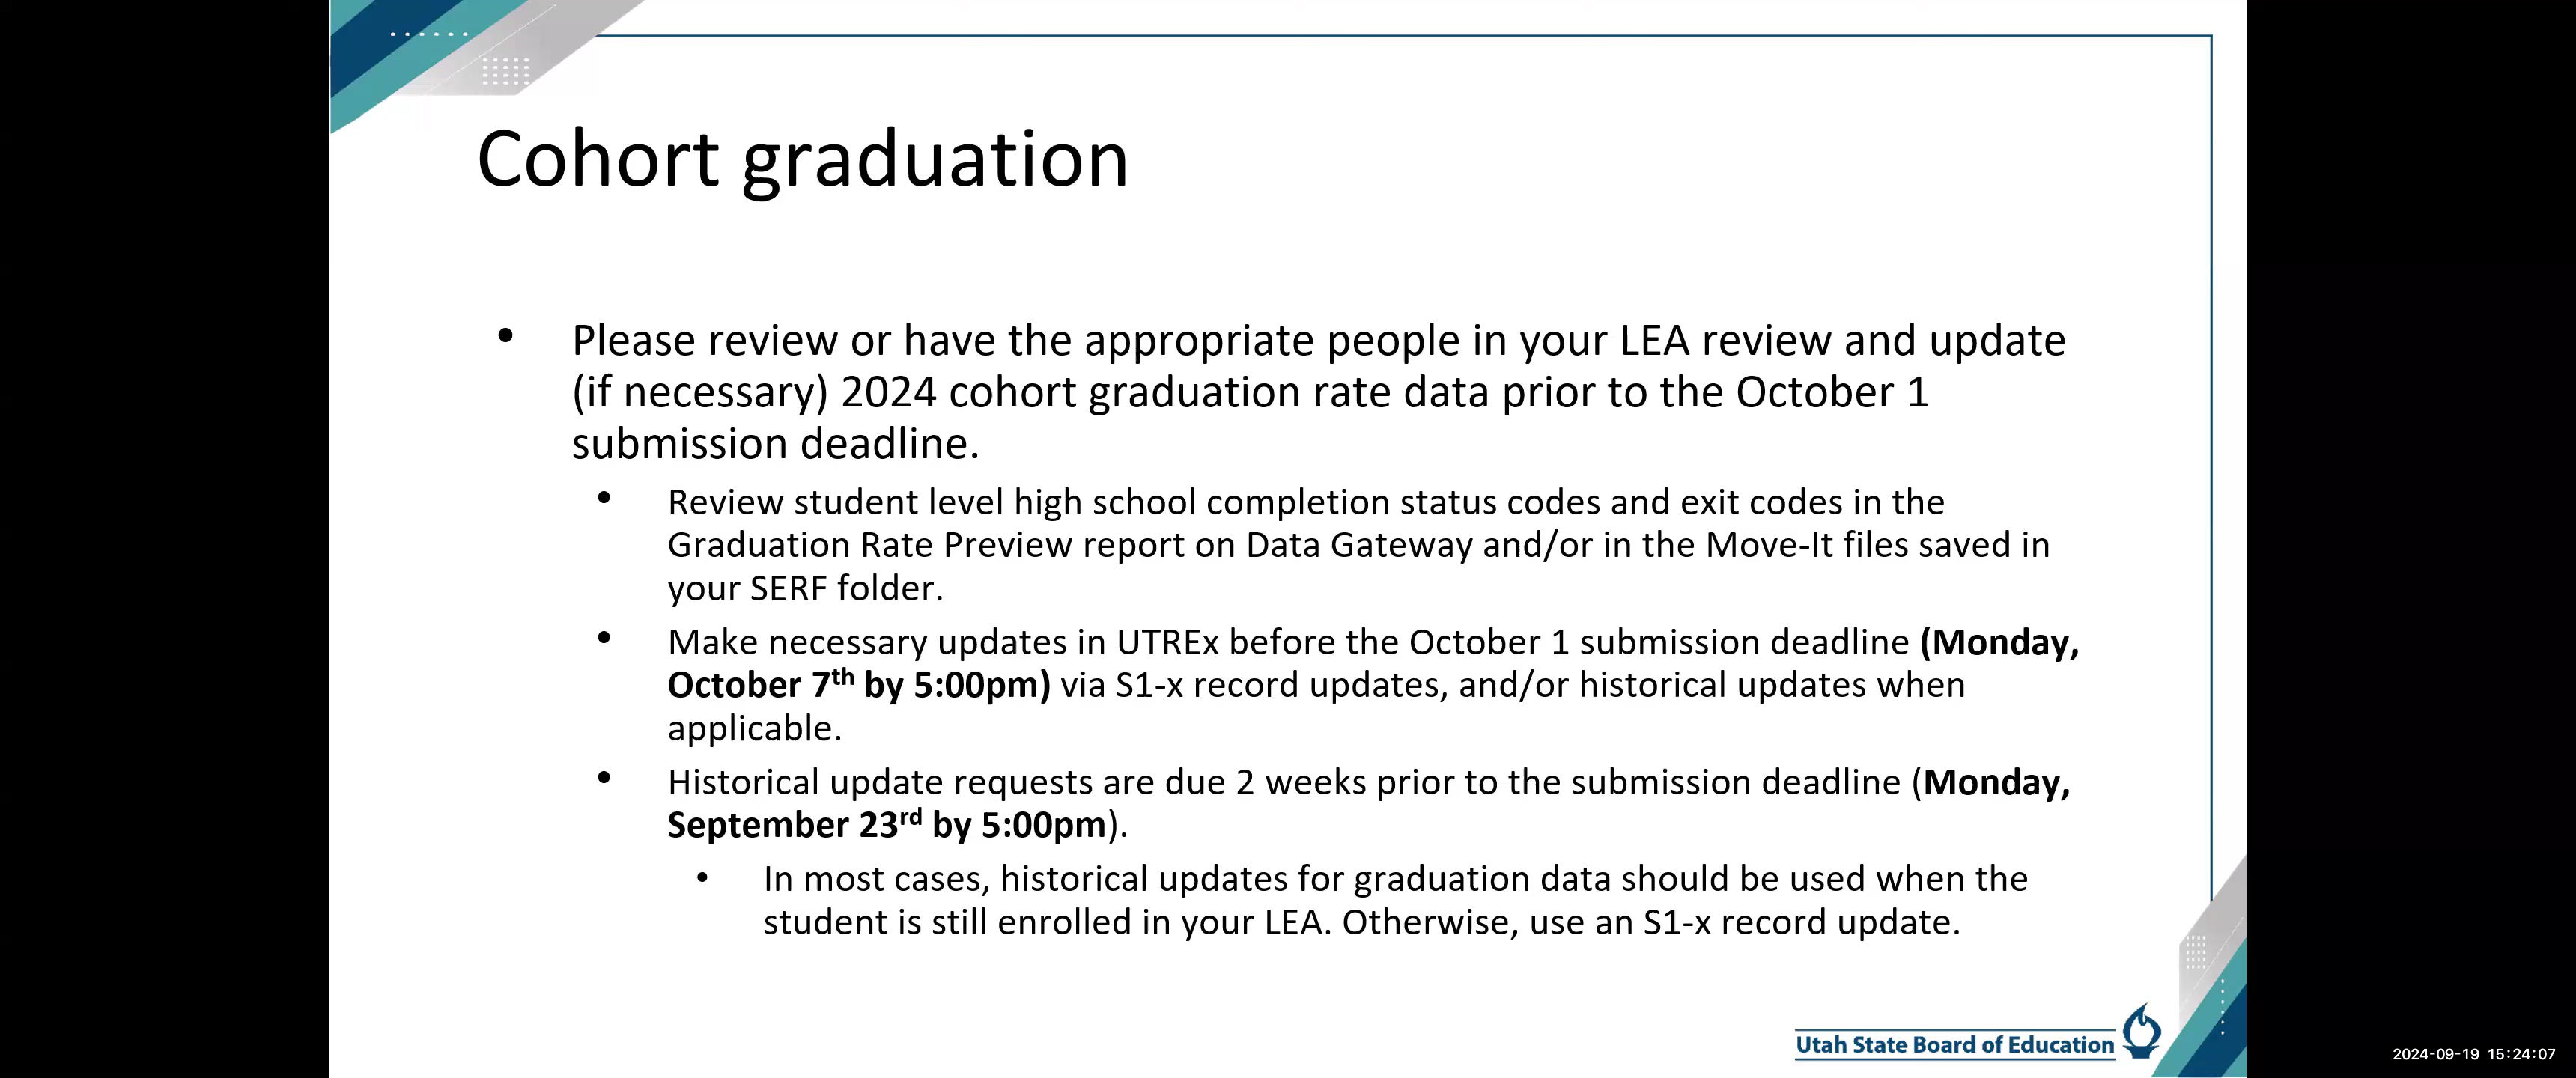 Cohort graduation
• Please review or have the appropriate people in your LEA review and update
(if necessary) 2024 cohort graduation rate data prior to the October 1
submission deadline.
• Review student level high school completion status codes and exit codes in the
Graduation Rate Preview report on Data Gateway and/or in the Move-It files saved in
your SERF folder.
• Make necessary updates in UTREx before the October 1 submission deadline (Monday,
October 7th by 5:00pm) via S1-x record updates, and/or historical updates when
applicable.
• Historical update requests are due 2 weeks prior to the submission deadline (Monday,
September 23rd by 5:00pm).
• In most cases, historical updates for graduation data should be used when the
student is still enrolled in your LEA. Otherwise, use an S1-x record update.
Utah State Board of Education
2024-09-19 15:24:07